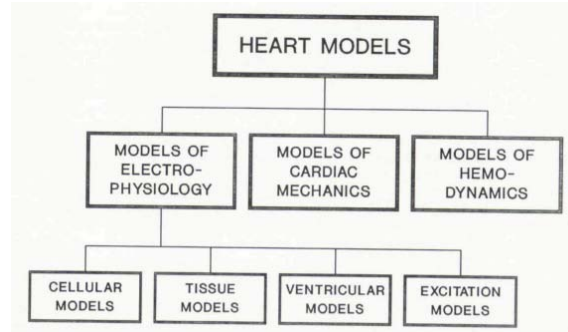 HEART MODELS
MODELS OF
ELECTRO-
PHYSIOLOGY
MODELS OF
CARDIAC
MECHANICS
MODELS OF
HEMO-
DYNAMICS
CELLULAR
MODELS
TISSUE
MODELS
VENTRICULAR
MODELS
EXCITATION
MODELS